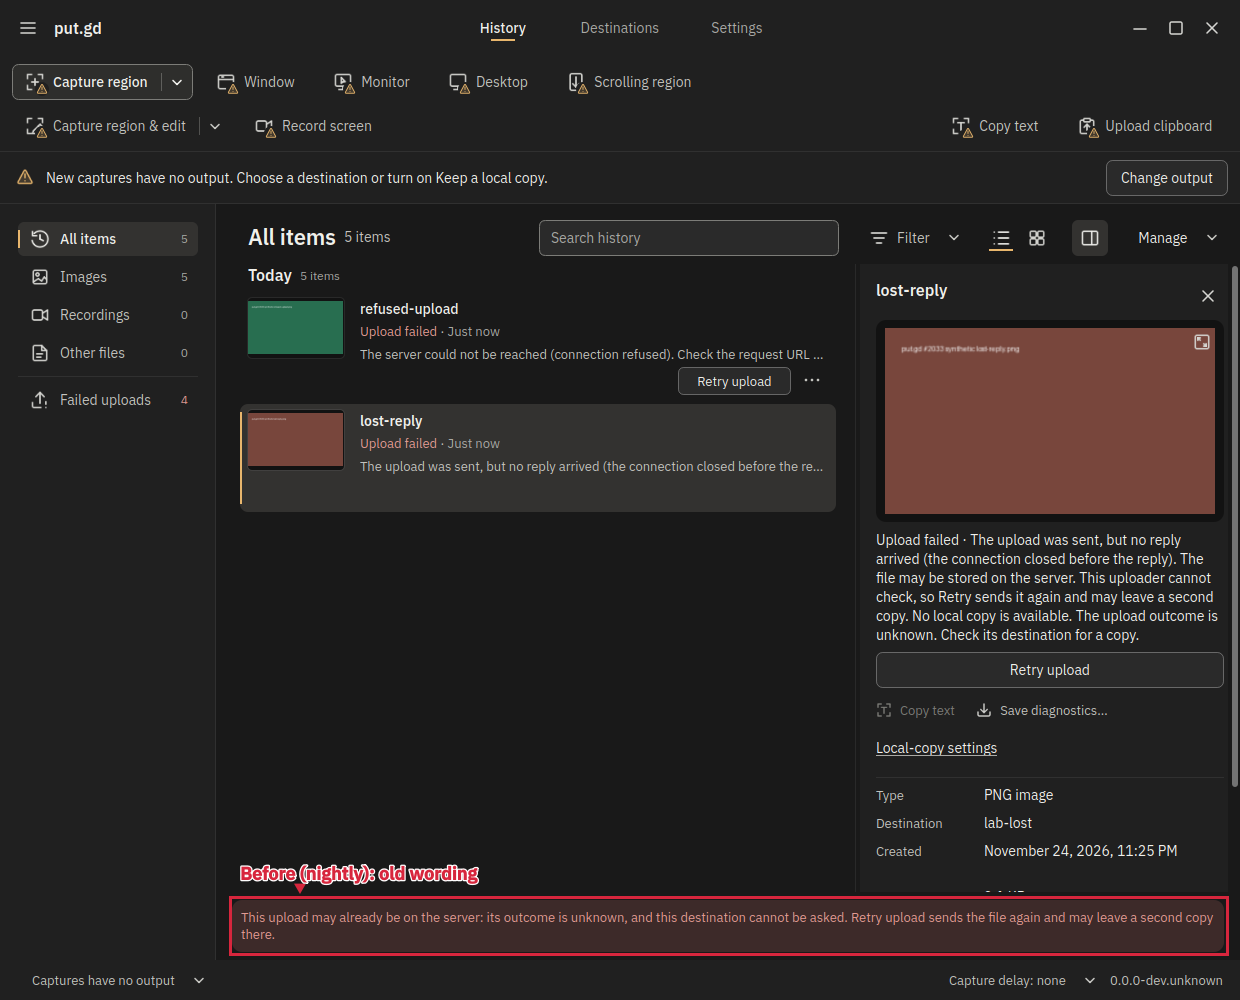 put.gd
History
Destinations
Settings
Capture region
Window
Monitor
Desktop
Scrolling region
Capture region & edit
Record screen
Copy text
Upload clipboard
New captures have no output. Choose a destination or turn on Keep a local copy.
Change output
All items 5
Images 5
Recordings 0
Other files 0
Failed uploads 4
All items 5 items
Search history
Filter
Manage
Today 5 items
refused-upload
Upload failed · Just now
The server could not be reached (connection refused). Check the request URL ...
Retry upload
lost-reply
Upload failed · Just now
The upload was sent, but no reply arrived (the connection closed before the re...
lost-reply
put.gd #2033 synthetic lost-reply.png
Upload failed · The upload was sent, but no reply
arrived (the connection closed before the reply). The
file may be stored on the server. This uploader cannot
check, so Retry sends it again and may leave a second
copy. No local copy is available. The upload outcome is
unknown. Check its destination for a copy.
Retry upload
Copy text
Save diagnostics...
Local-copy settings
Type PNG image
Destination lab-lost
Created November 24, 2026, 11:25 PM
Before (nightly): old wording
This upload may already be on the server: its outcome is unknown, and this destination cannot be asked. Retry upload sends the file again and may leave a second copy
there.
Captures have no output
Capture delay: none
0.0.0-dev.unknown